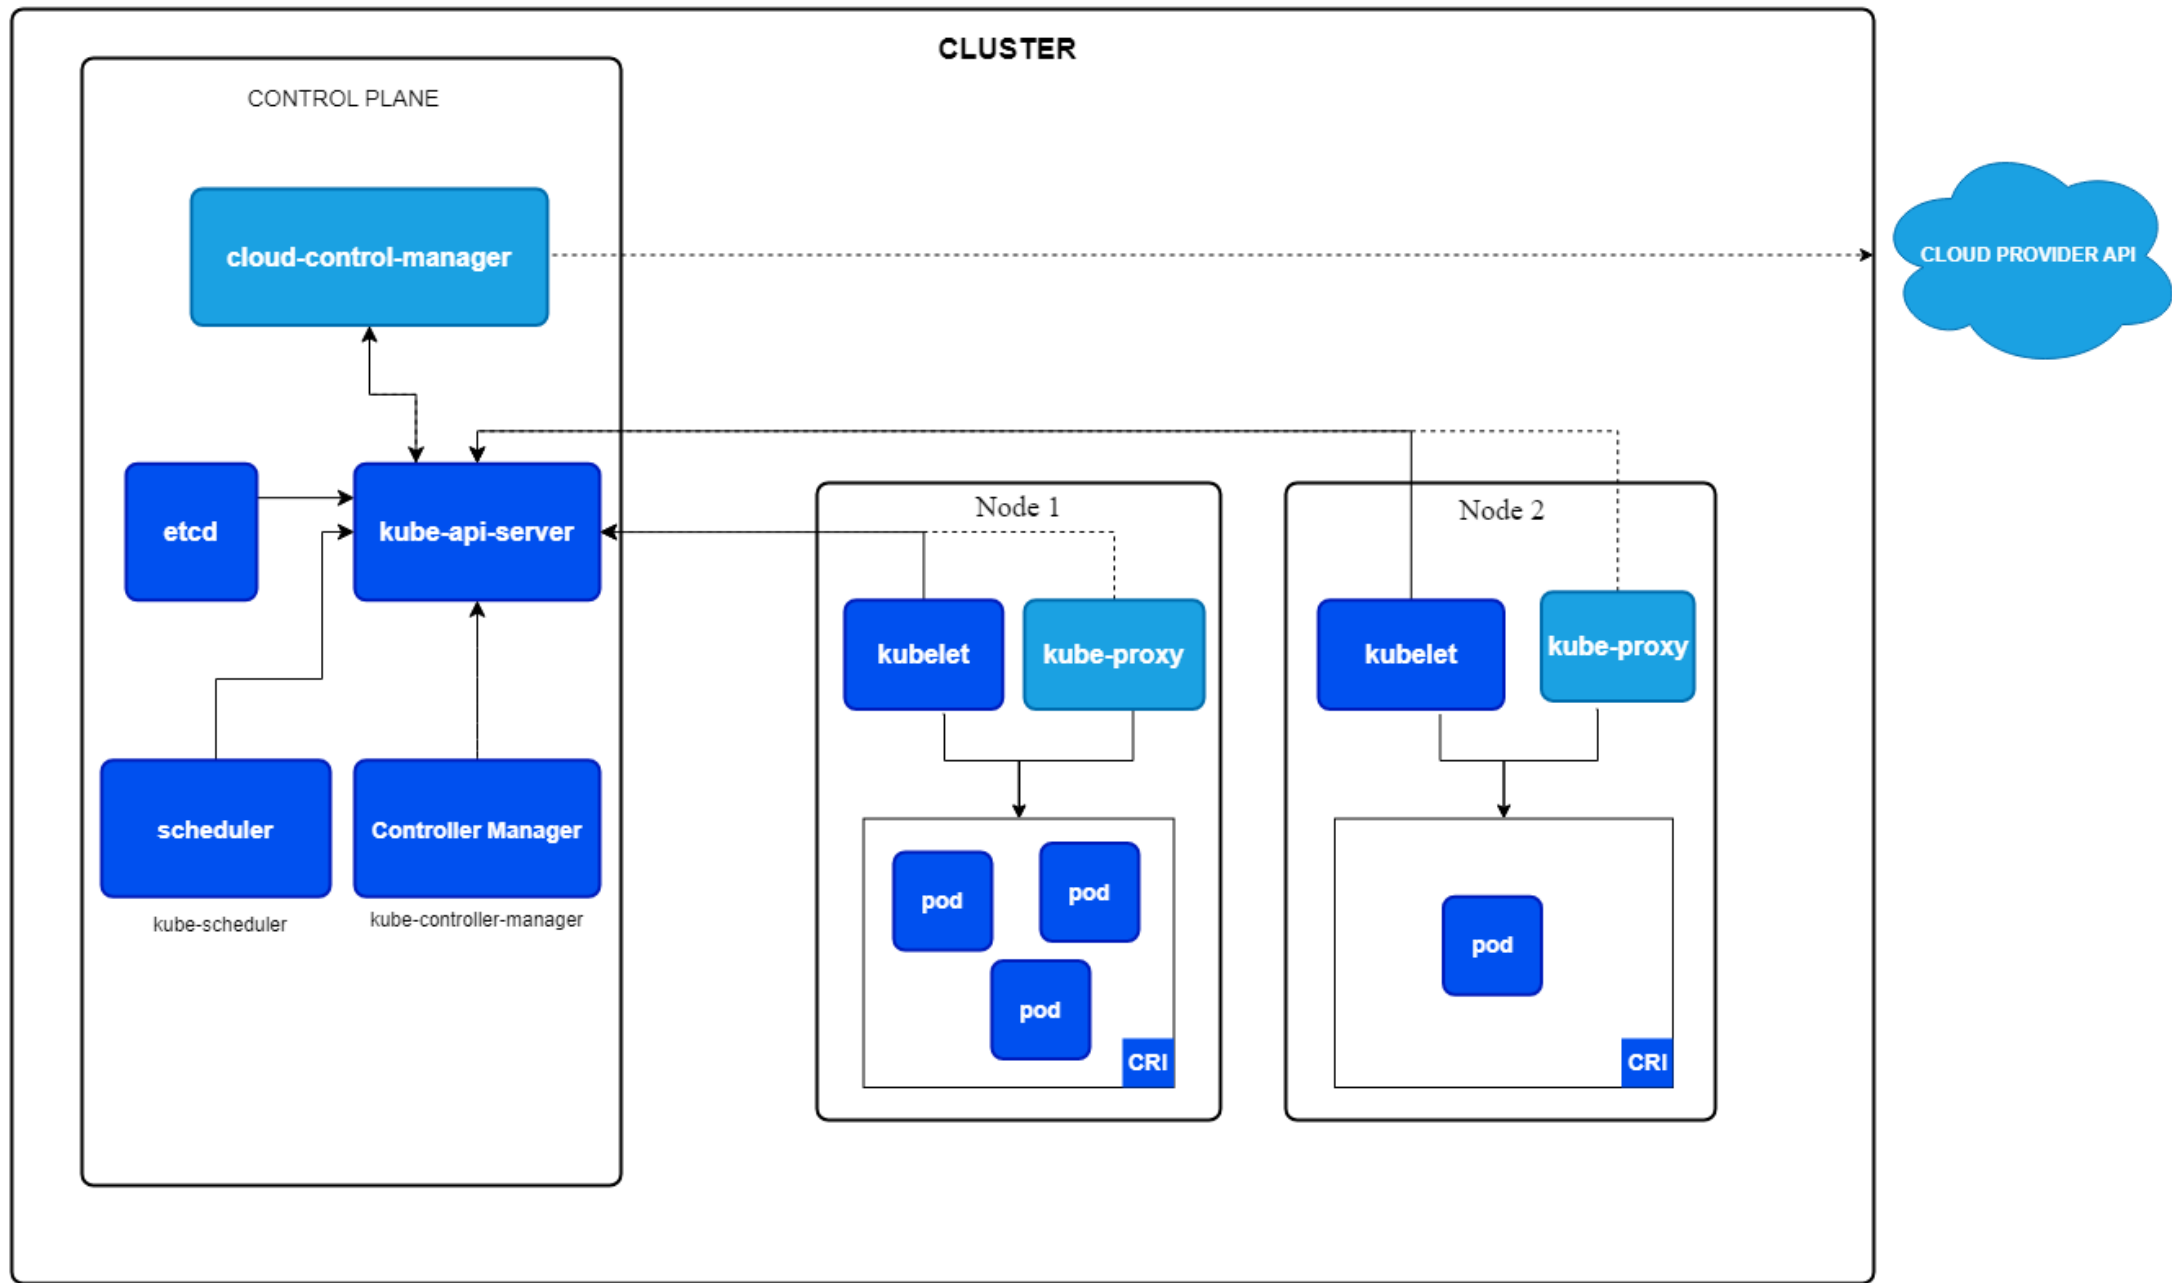 CLUSTER
CONTROL PLANE
cloud-control-manager
CLOUD PROVIDER API
etcd
kube-api-server
scheduler
Controller Manager
kube-scheduler
kube-controller-manager
Node 1
kubelet
kube-proxy
pod
pod
pod
CRI
Node 2
kubelet
kube-proxy
pod
CRI